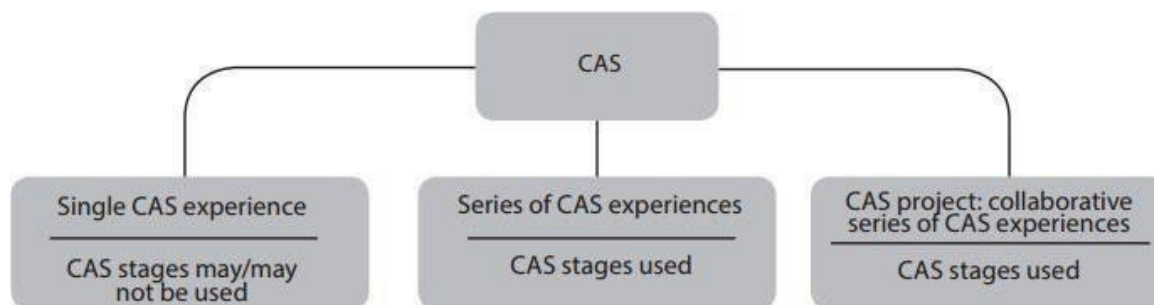 CAS
Single CAS experience
CAS stages may/may
not be used
Series of CAS experiences
CAS stages used
CAS project: collaborative
series of CAS experiences
CAS stages used